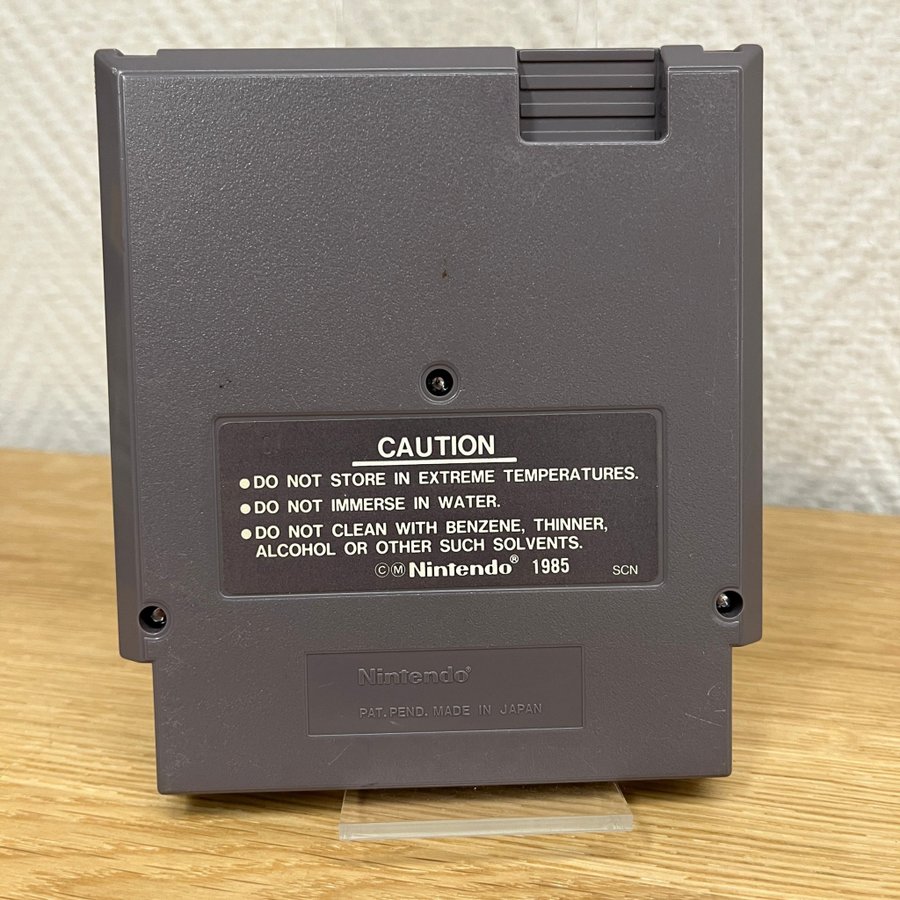 CAUTION
●DO NOT STORE IN EXTREME TEMPERATURES.
●DO NOT IMMERSE IN WATER.
●DO NOT CLEAN WITH BENZENE, THINNER,
ALCOHOL OR OTHER SUCH SOLVENTS.
ⒸⓂ Nintendo® 1985 SCN
Nintendo®
PAT. PEND. MADE IN JAPAN